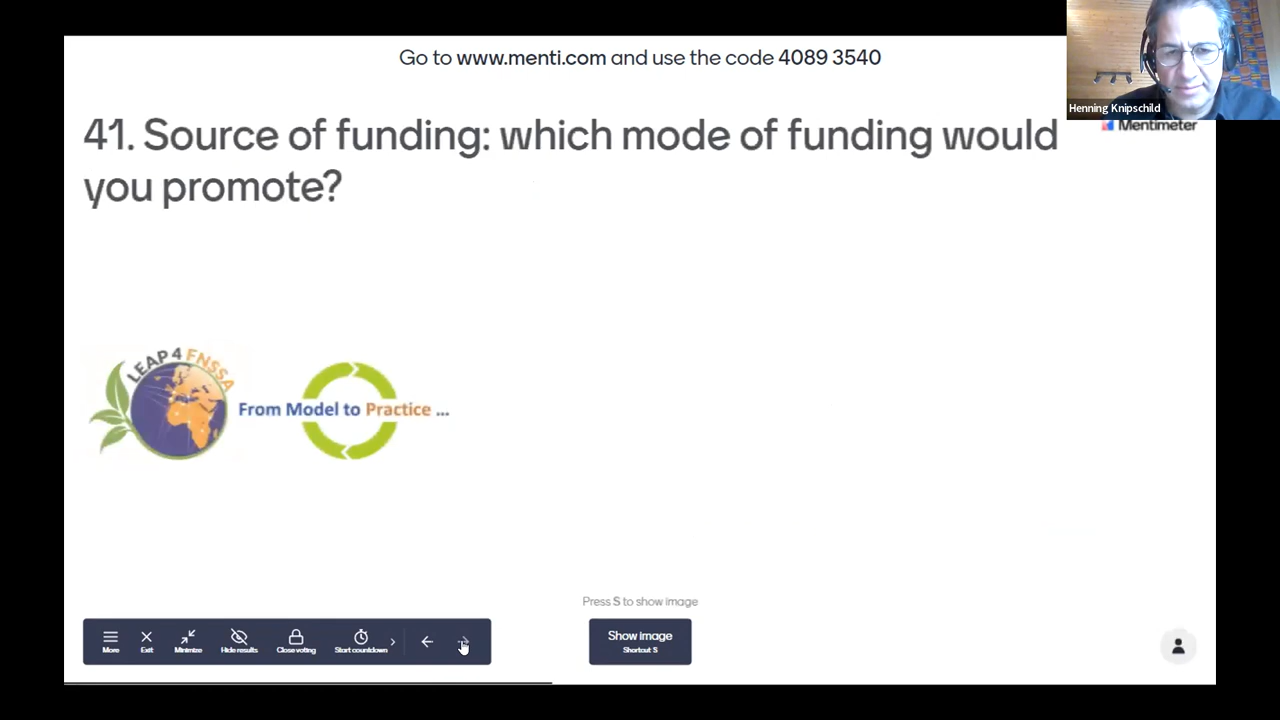 Go to www.menti.com and use the code 4089 3540
Henning Knipschild
Mentimeter
41. Source of funding: which mode of funding would
you promote?
LEAP4 FNSSA
From Model to Practice ...
Press S to show image
More
Exit
Minimize
Hide results
Close voting
Start countdown
Show image
Shortcut S